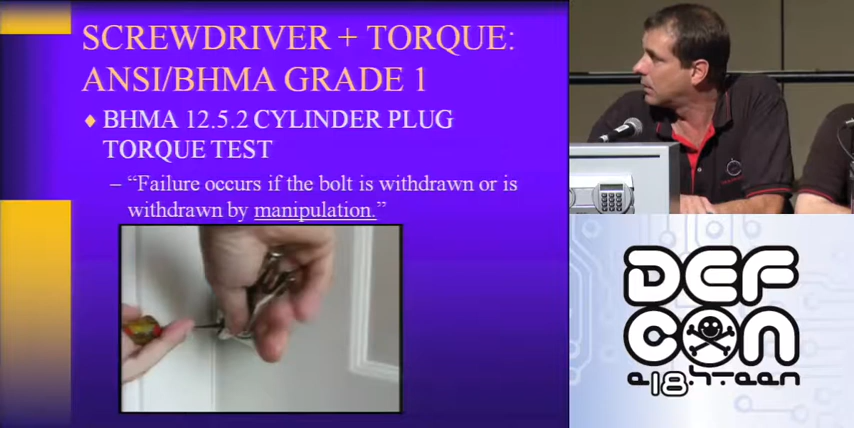 SCREWDRIVER + TORQUE:
ANSI/BHMA GRADE 1
BHMA 12.5.2 CYLINDER PLUG
TORQUE TEST
– “Failure occurs if the bolt is withdrawn or is
withdrawn by manipulation.”
DEF
CON
e18hteen